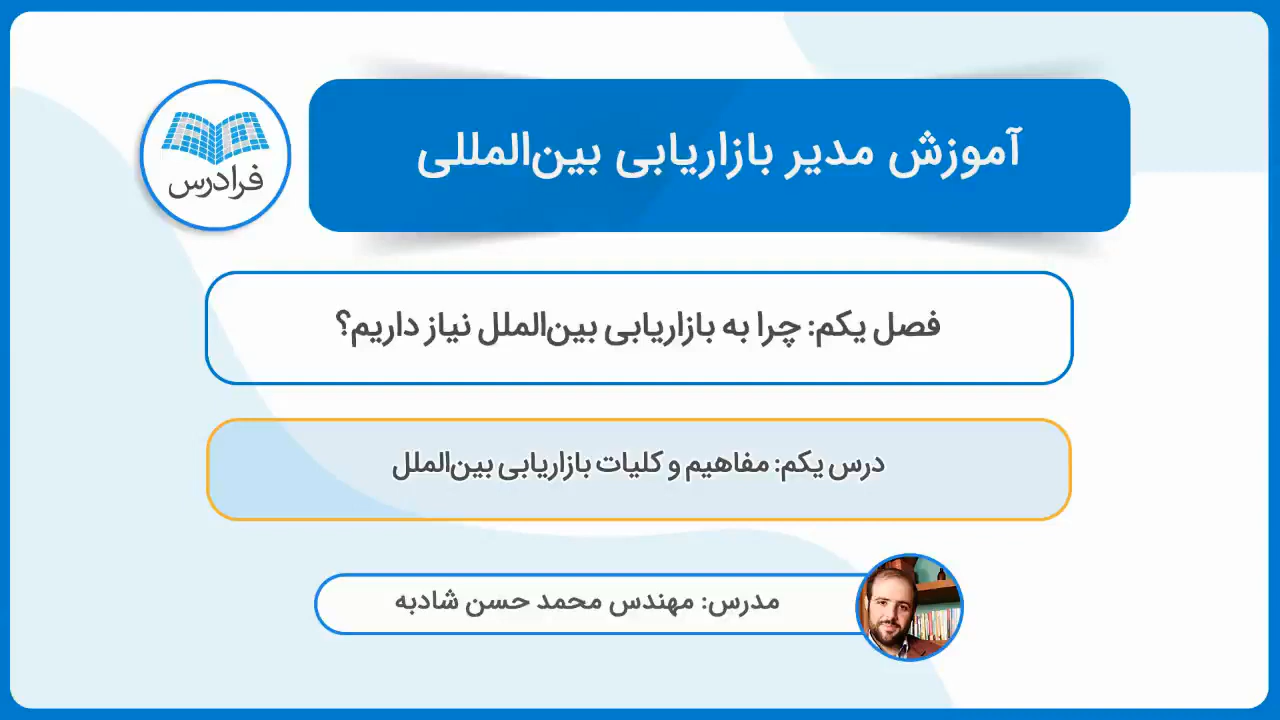 آموزش مدیر بازاریابی بین‌المللی
فرادرس
فصل یکم: چرا به بازاریابی بین‌الملل نیاز داریم؟
درس یکم: مفاهیم و کلیات بازاریابی بین‌الملل
مدرس: مهندس محمد حسن شادبه